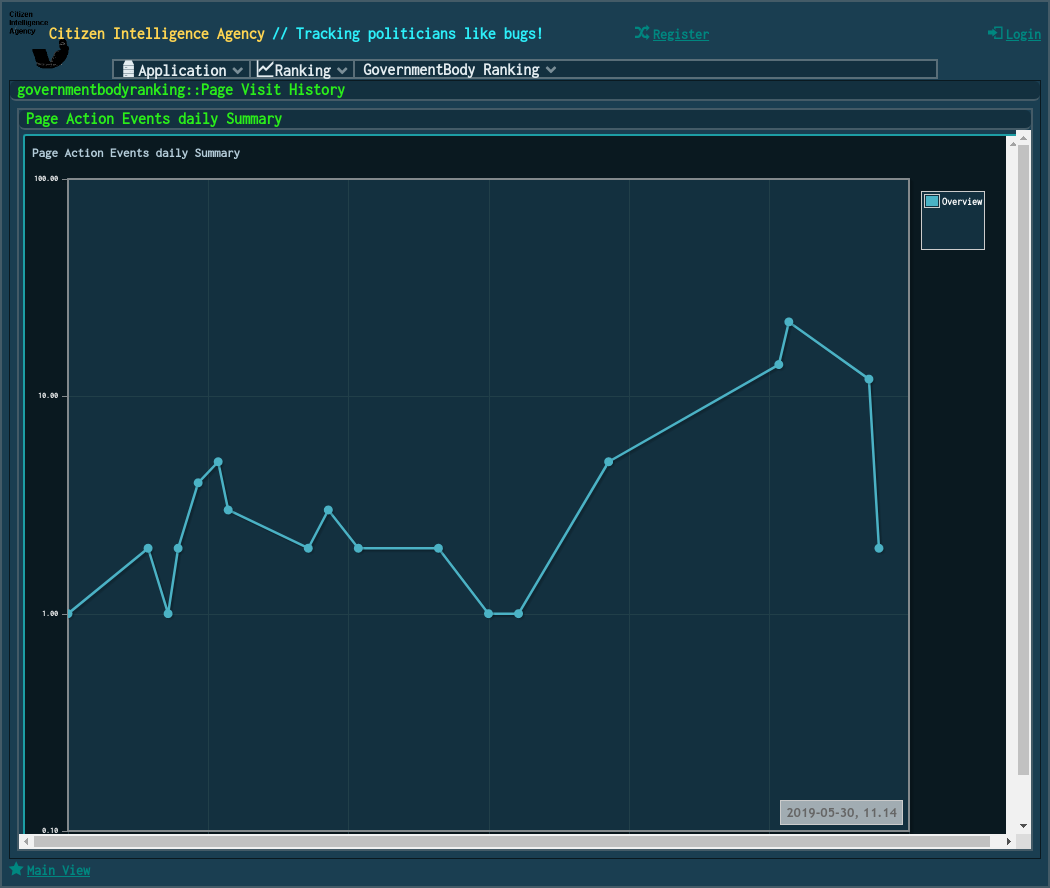 Citizen
Intelligence
Agency
Citizen Intelligence Agency // Tracking politicians like bugs!
Register
Login
Application
Ranking
GovernmentBody Ranking
governmentbodyranking::Page Visit History
Page Action Events daily Summary
Page Action Events daily Summary
100.00
Overview
10.00
1.00
2019-05-30, 11.14
0.10
Main View